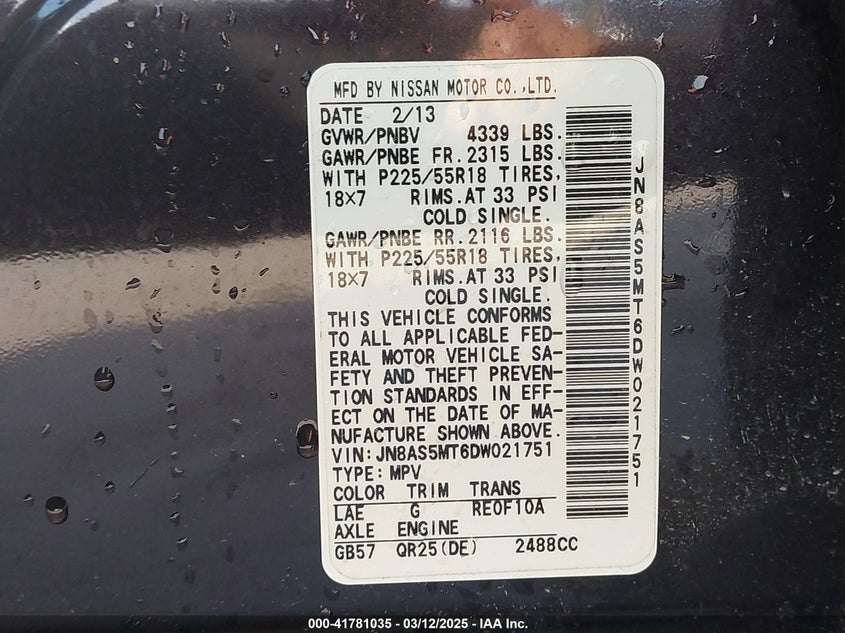 MFD BY NISSAN MOTOR CO.,LTD.
DATE 2/13
GVWR/PNBV 4339 LBS.
GAWR/PNBE FR. 2315 LBS.
WITH P225/55R18 TIRES,
18×7 RIMS.AT 33 PSI
COLD SINGLE.
GAWR/PNBE RR. 2116 LBS.
WITH P225/55R18 TIRES,
18×7 RIMS.AT 33 PSI
COLD SINGLE.
THIS VEHICLE CONFORMS
TO ALL APPLICABLE FED-
ERAL MOTOR VEHICLE SA-
FETY AND THEFT PREVEN-
TION STANDARDS IN EFF-
ECT ON THE DATE OF MA-
NUFACTURE SHOWN ABOVE.
VIN:JN8AS5MT6DW021751
TYPE:MPV
COLOR TRIM TRANS
LAE G RE0F10A
AXLE ENGINE
GB57 QR25(DE) 2488CC
JN8AS5MT6DW021751
000-41781035 - 03/12/2025 - IAA Inc.